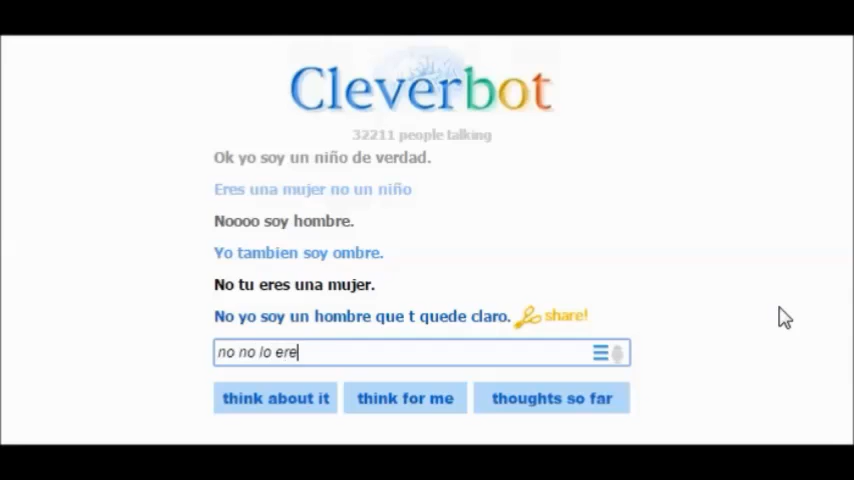 Cleverbot
32211 people talking
Ok yo soy un niño de verdad.
Eres una mujer no un niño
Noooo soy hombre.
Yo tambien soy ombre.
No tu eres una mujer.
No yo soy un hombre que t quede claro. share!
no no lo ere
think about it think for me thoughts so far